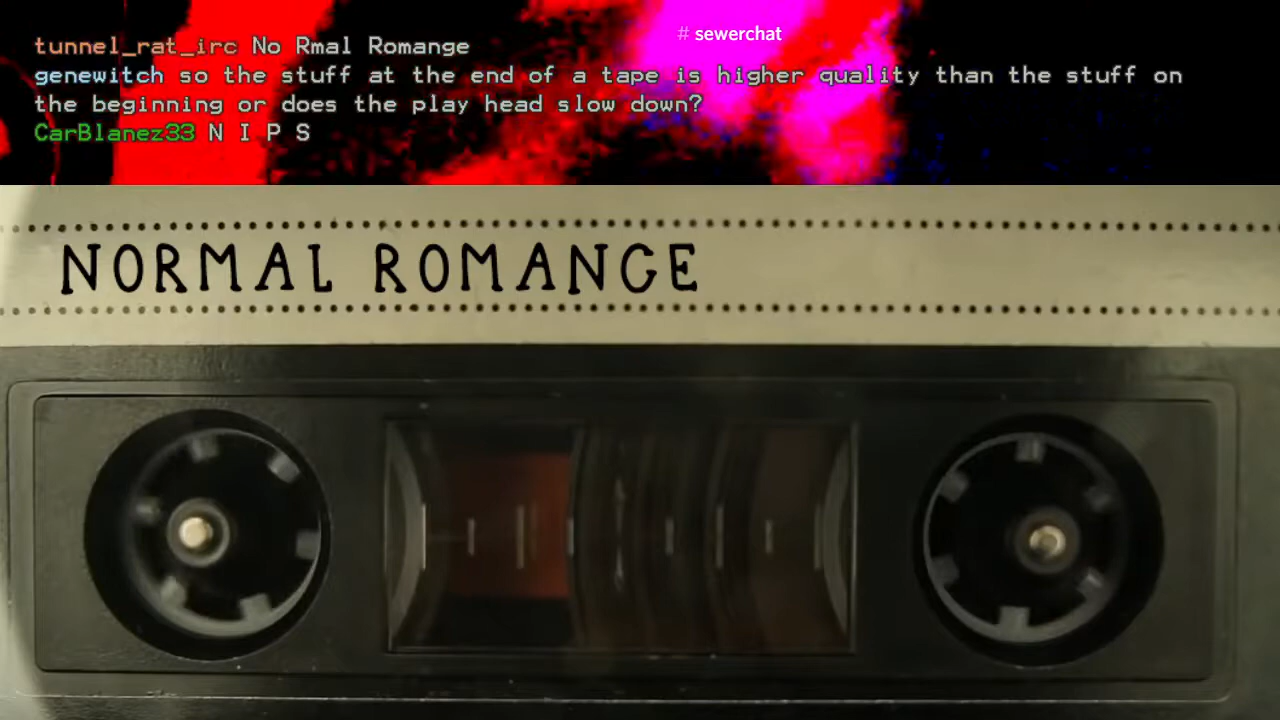 # sewerchat
tunnel_rat_irc No Rmal Romange
genewitch so the stuff at the end of a tape is higher quality than the stuff on
the beginning or does the play head slow down?
CarBlanez33 N I P S
NORMAL ROMANCE